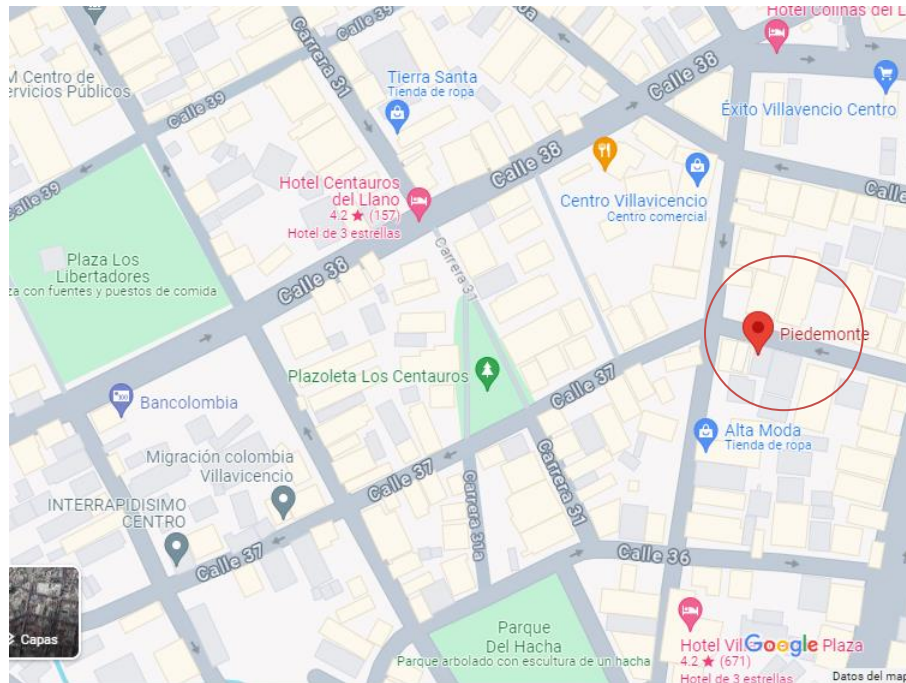 Hotel Colinas del L
Calle 39
Carrera 31
Calle 38
M Centro de
ervicios Públicos
Tierra Santa
Tienda de ropa
Éxito Villavencio Centro
Calle 39
Calle 38
Hotel Centauros
del Llano
4.2 ★ (157)
Hotel de 3 estrellas
Centro Villavicencio
Centro comercial
Calle
Calle 39
Carrera 31
Plaza Los
Libertadores
za con fuentes y puestos de comida
Calle 38
Piedemonte
Plazoleta Los Centauros
Calle 37
Bancolombia
Alta Moda
Tienda de ropa
Migración colombia
Villavicencio
Calle 37
INTERRAPIDISIMO
CENTRO
Carrera 31a
Carrera 31
Calle 37
Calle 36
Capas
Parque
Del Hacha
Parque arbolado con escultura de un hacha
Google
Plaza
Hotel Vil
4.2 ★ (671)
Hotel de 3 estrellas
Datos del map